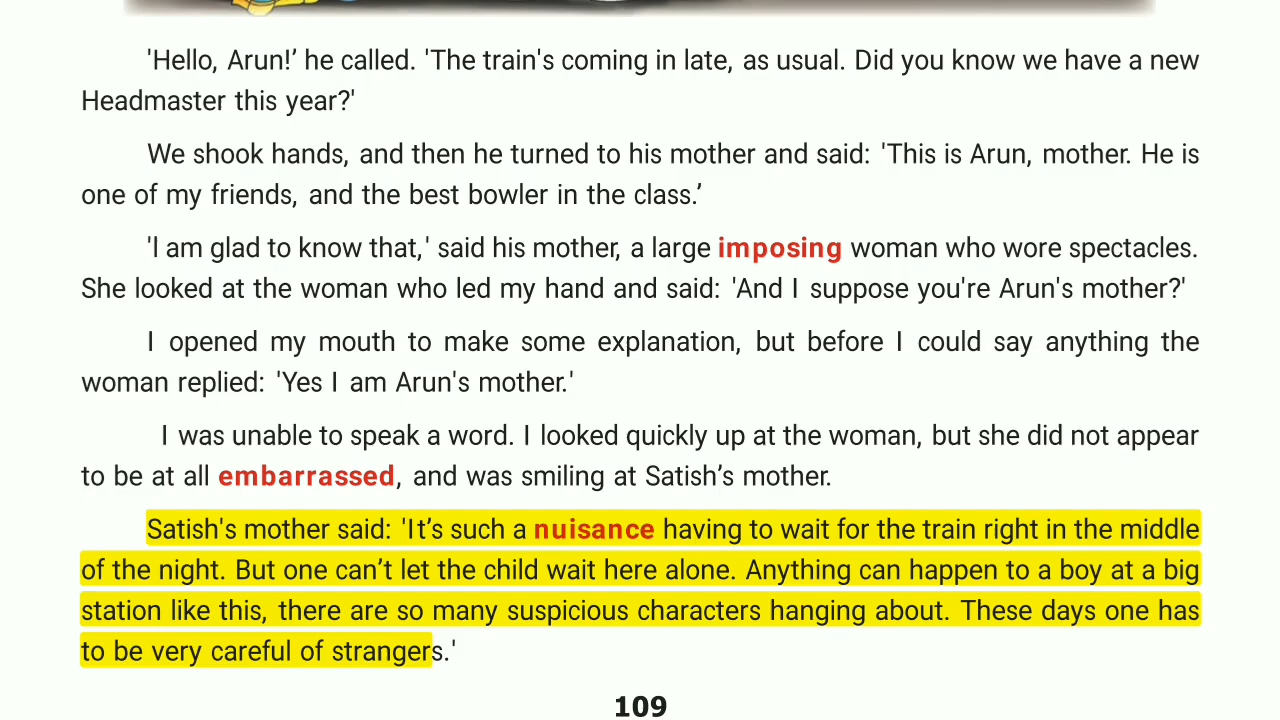 'Hello, Arun!’ he called. 'The train's coming in late, as usual. Did you know we have a new
Headmaster this year?'
We shook hands, and then he turned to his mother and said: 'This is Arun, mother. He is
one of my friends, and the best bowler in the class.’
'l am glad to know that,' said his mother, a large imposing woman who wore spectacles.
She looked at the woman who led my hand and said: 'And I suppose you're Arun's mother?'
I opened my mouth to make some explanation, but before I could say anything the
woman replied: 'Yes I am Arun's mother.'
I was unable to speak a word. I looked quickly up at the woman, but she did not appear
to be at all embarrassed, and was smiling at Satish’s mother.
Satish's mother said: 'It’s such a nuisance having to wait for the train right in the middle
of the night. But one can’t let the child wait here alone. Anything can happen to a boy at a big
station like this, there are so many suspicious characters hanging about. These days one has
to be very careful of strangers.'
109